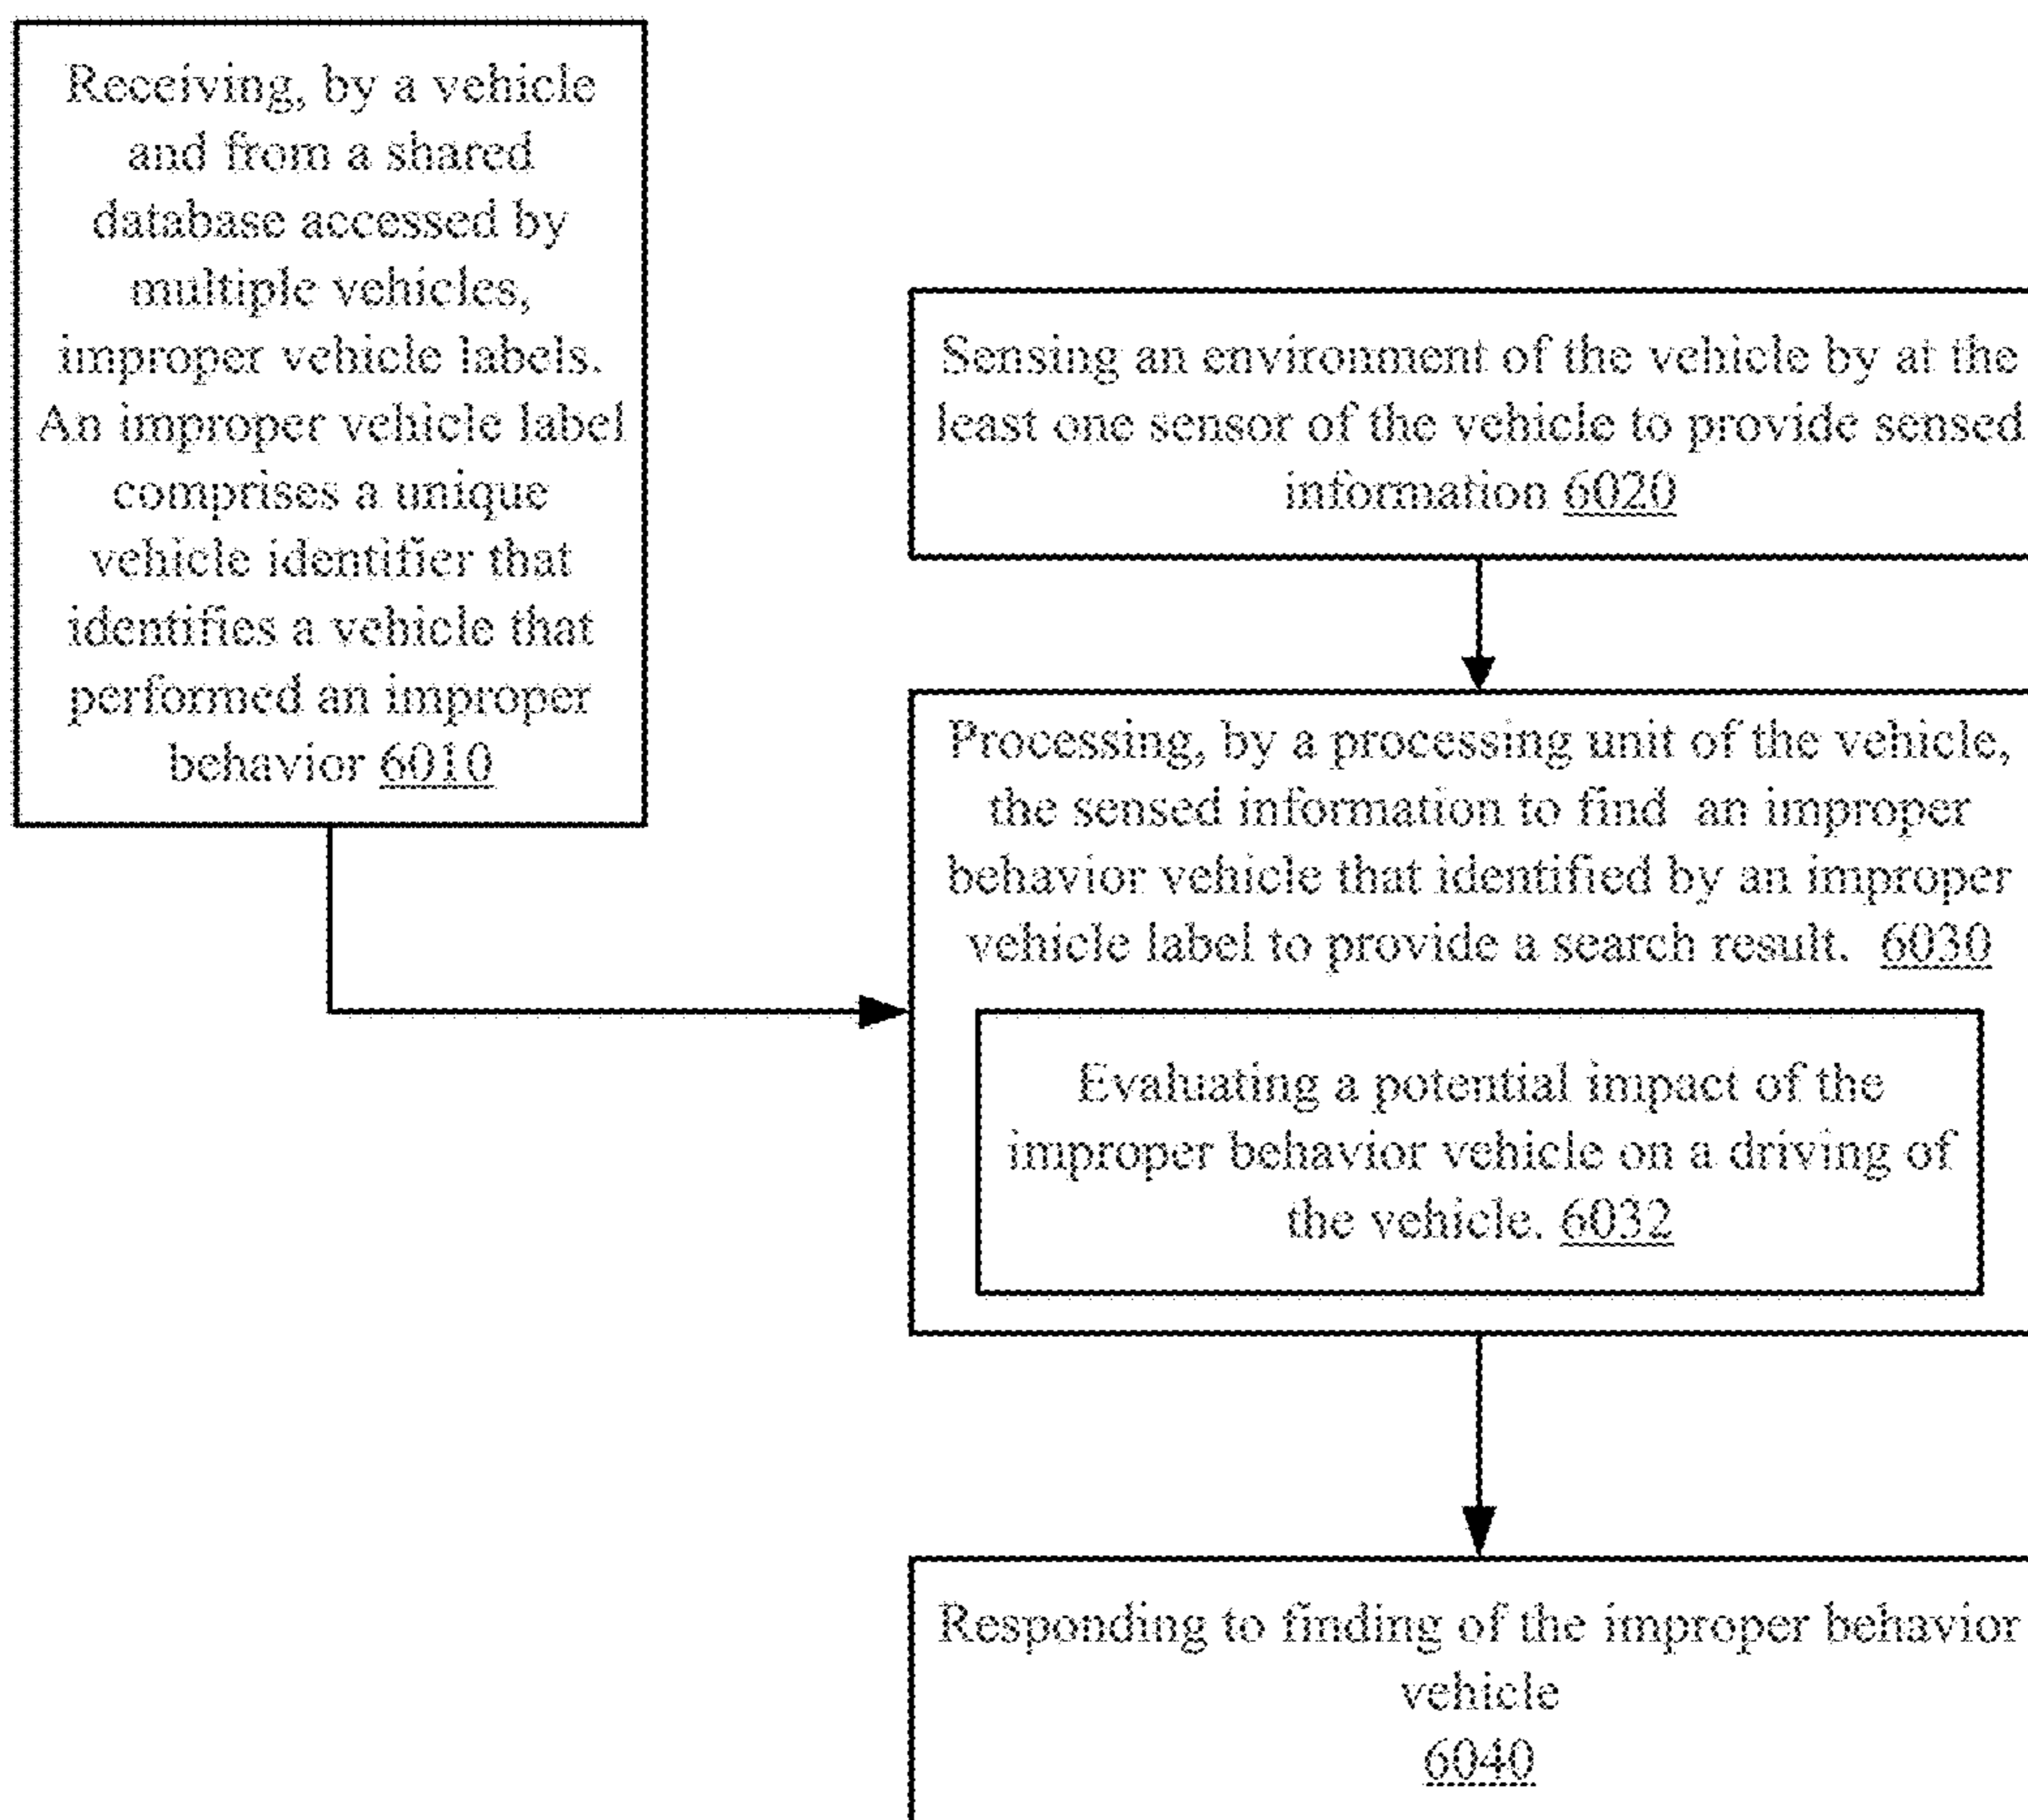 Receiving, by a vehicle
and from a shared
database accessed by
multiple vehicles,
improper vehicle labels.
An improper vehicle label
comprises a unique
vehicle identifier that
identifies a vehicle that
performed an improper
behavior 6010
Sensing an environment of the vehicle by at the
least one sensor of the vehicle to provide sensed
information 6020
Processing, by a processing unit of the vehicle,
the sensed information to find an improper
behavior vehicle that identified by an improper
vehicle label to provide a search result. 6030
Evaluating a potential impact of the
improper behavior vehicle on a driving of
the vehicle. 6032
Responding to finding of the improper behavior
vehicle
6040